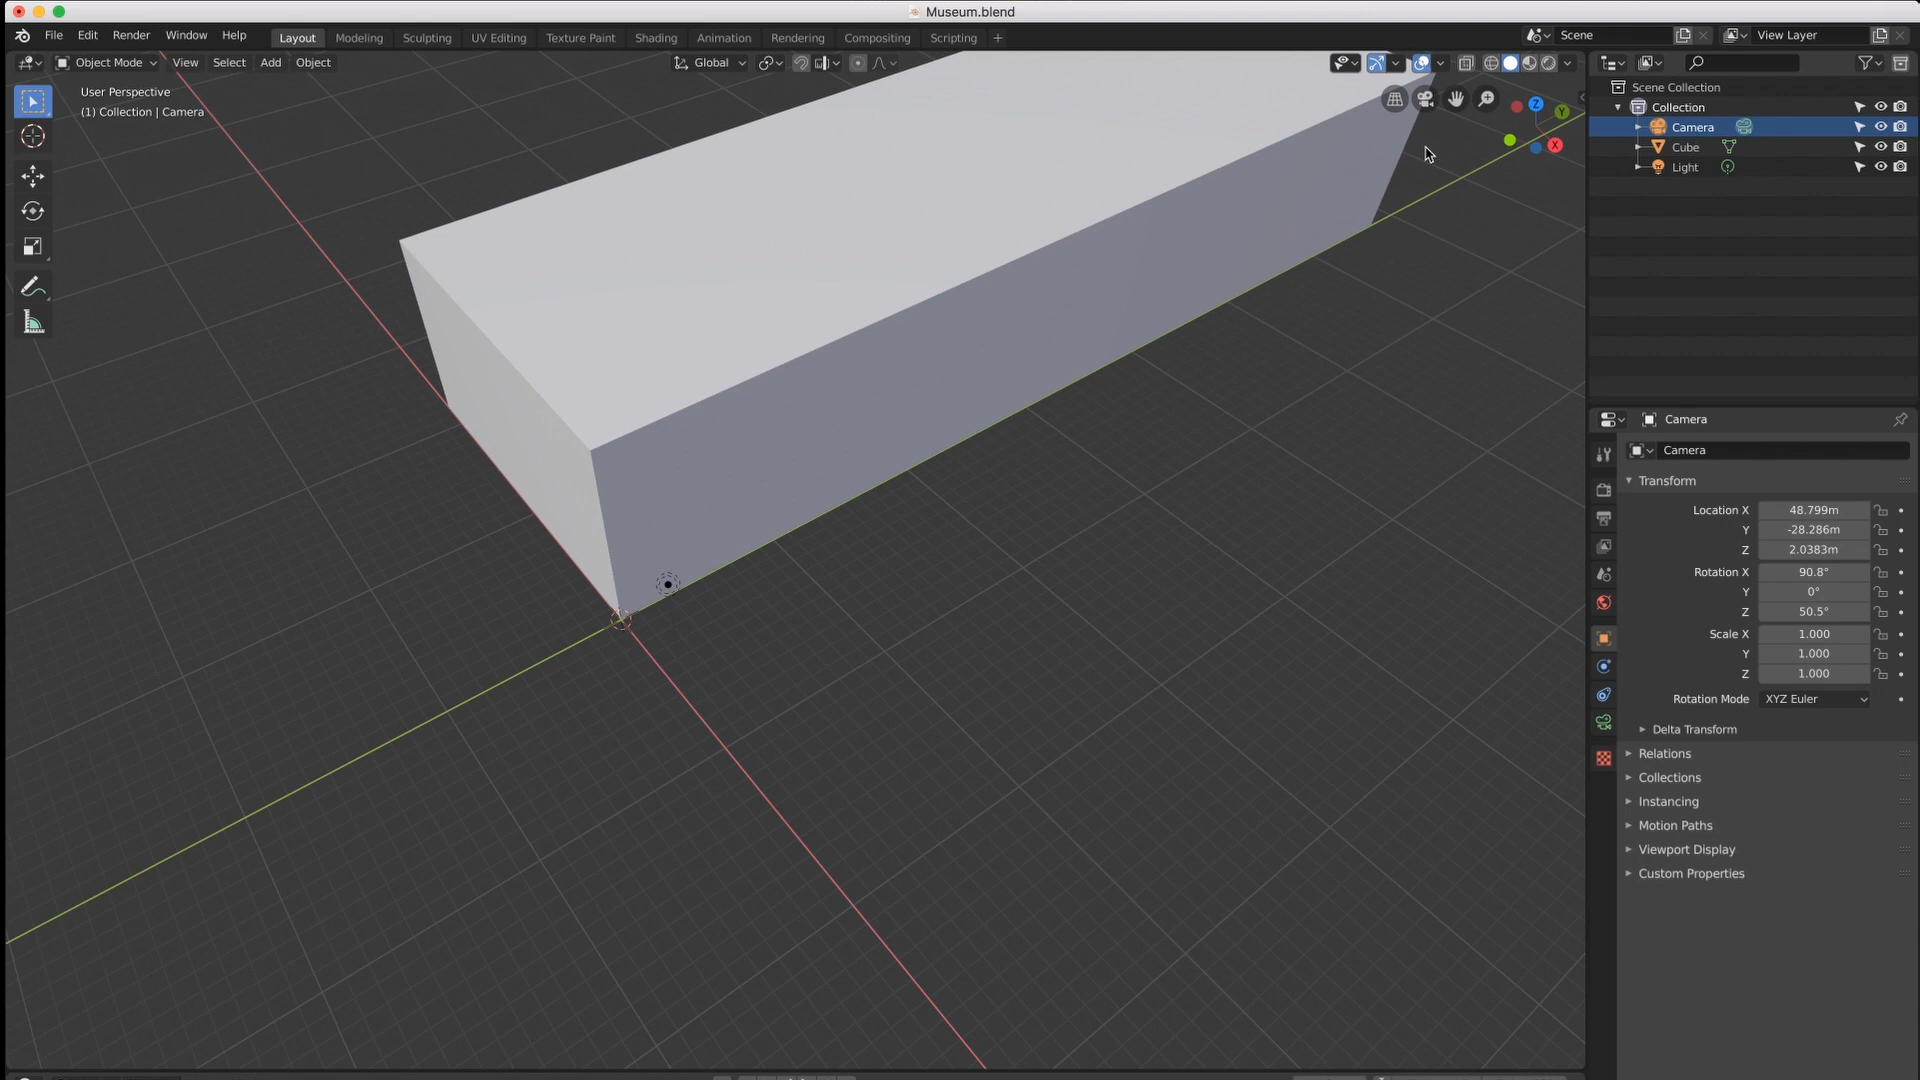 Museum.blend
File Edit Render Window Help Layout Modeling Sculpting UV Editing Texture Paint Shading Animation Rendering Compositing Scripting + Scene View Layer
Object Mode View Select Add Object Global
User Perspective
(1) Collection | Camera
Z
Y
X
Scene Collection
Collection
Camera
Cube
Light
Camera
Camera
Transform
Location X 48.799m
Y -28.286m
Z 2.0383m
Rotation X 90.8°
Y 0°
Z 50.5°
Scale X 1.000
Y 1.000
Z 1.000
Rotation Mode XYZ Euler
Delta Transform
Relations
Collections
Instancing
Motion Paths
Viewport Display
Custom Properties